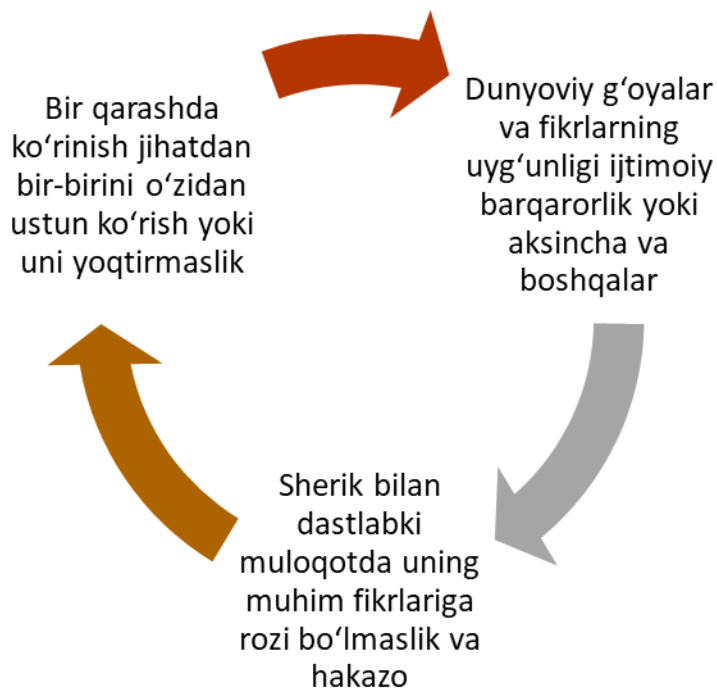 Bir qarashda
ko‘rinish jihatdan
bir-birini o‘zidan
ustun ko‘rish yoki
uni yoqtirmaslik
Dunyoviy g‘oyalar
va fikrlarning
uyg‘unligi ijtimoiy
barqarorlik yoki
aksincha va
boshqalar
Sherik bilan
dastlabki
muloqotda uning
muhim fikrlariga
rozi bo‘lmaslik va
hakazo